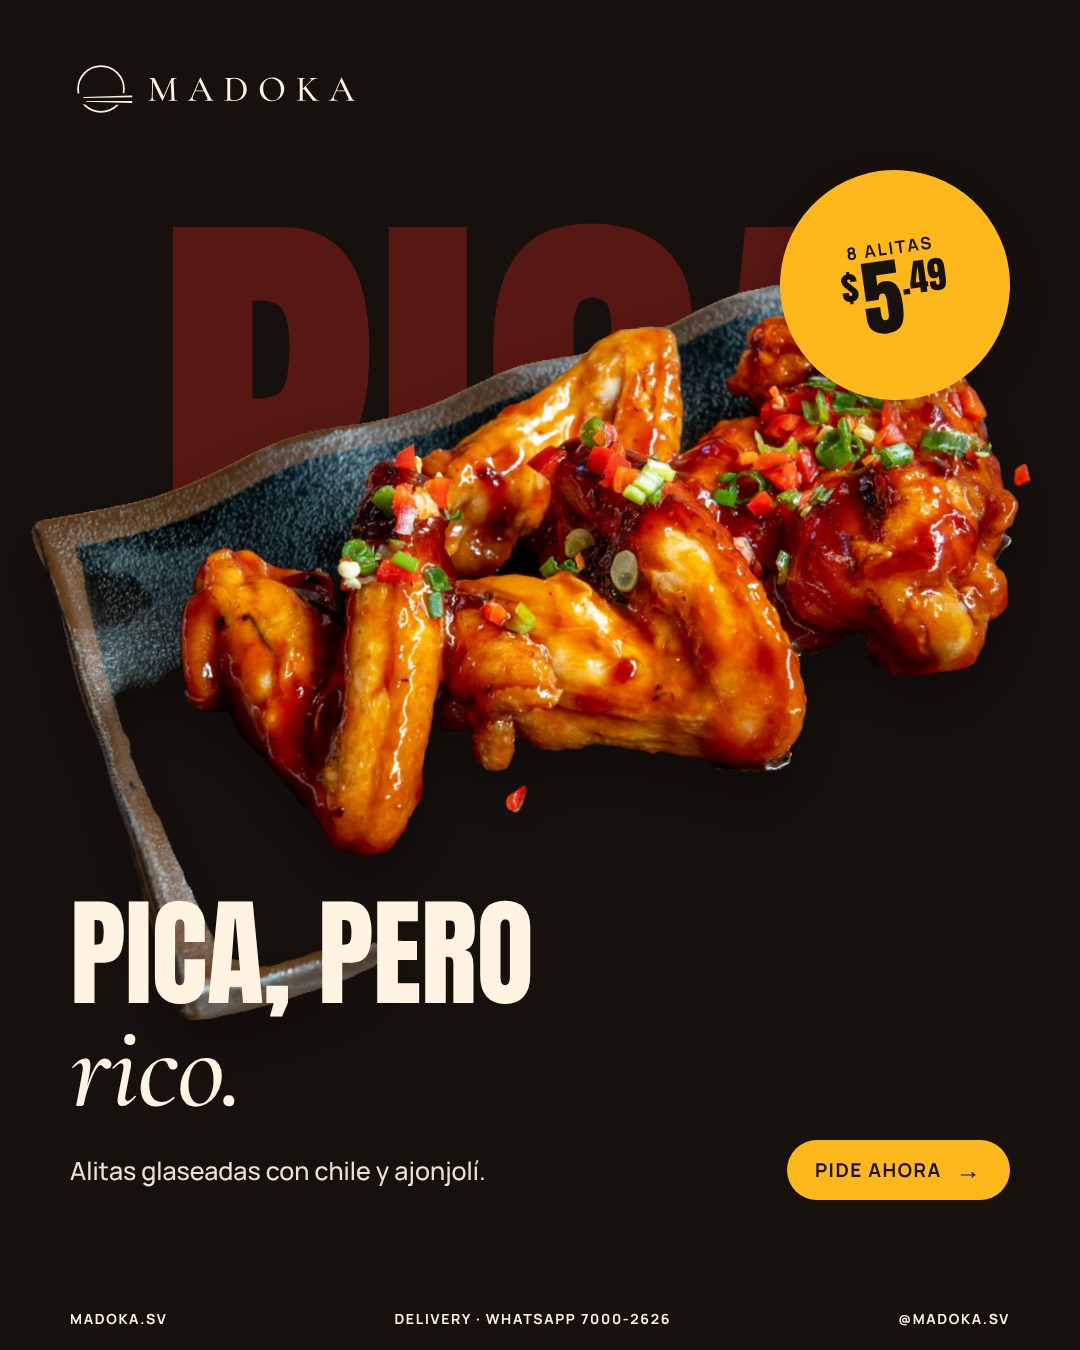 MADOKA
PICA
8 ALITAS
$5.49
PICA, PERO
rico.
Alitas glaseadas con chile y ajonjolí.
PIDE AHORA →
MADOKA.SV
DELIVERY · WHATSAPP 7000-2626
@MADOKA.SV